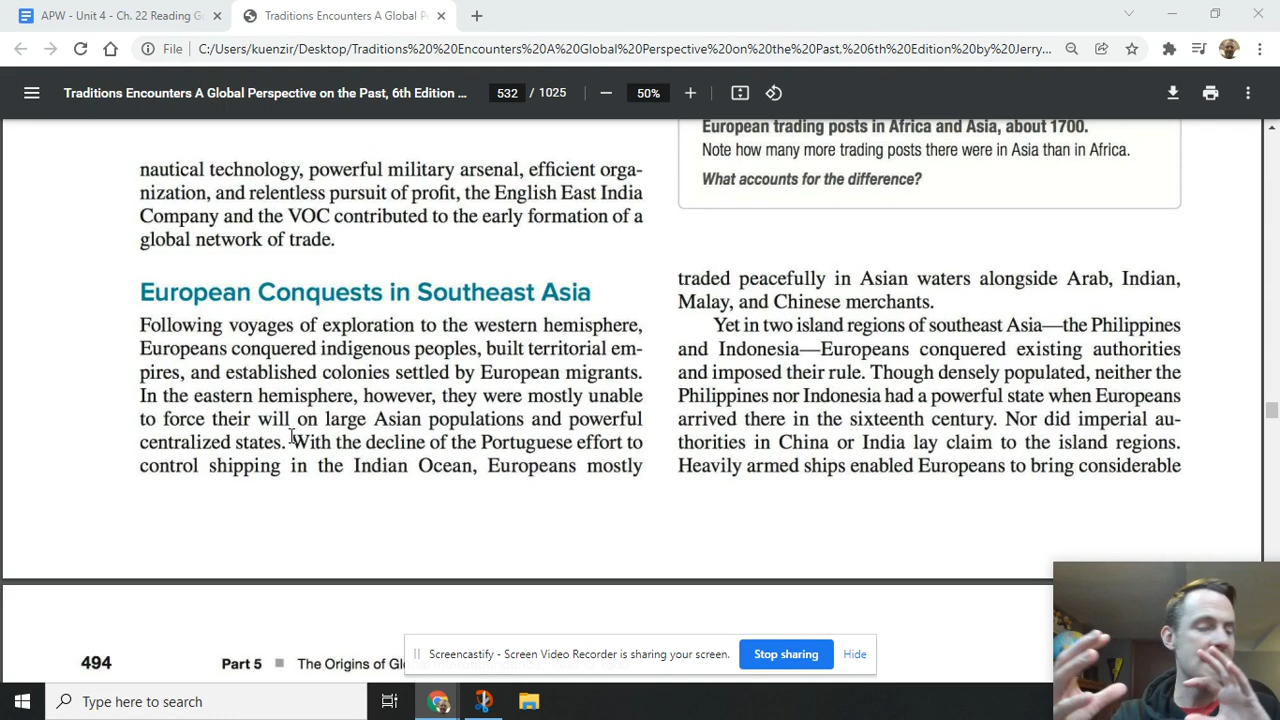 APW - Unit 4 - Ch. 22 Reading G
Traditions Encounters A Global P
File
C:/Users/kuenzir/Desktop/Traditions%20%20Encounters%20A%20Global%20Perspective%20on%20the%20Past,%206th%20Edition%20by%20Jerry...
Traditions Encounters A Global Perspective on the Past, 6th Edition ...
532 / 1025
50%
nautical technology, powerful military arsenal, efficient orga-
nization, and relentless pursuit of profit, the English East India
Company and the VOC contributed to the early formation of a
global network of trade.
European Conquests in Southeast Asia
Following voyages of exploration to the western hemisphere,
Europeans conquered indigenous peoples, built territorial em-
pires, and established colonies settled by European migrants.
In the eastern hemisphere, however, they were mostly unable
to force their will on large Asian populations and powerful
centralized states. With the decline of the Portuguese effort to
control shipping in the Indian Ocean, Europeans mostly
European trading posts in Africa and Asia, about 1700.
Note how many more trading posts there were in Asia than in Africa.
What accounts for the difference?
traded peacefully in Asian waters alongside Arab, Indian,
Malay, and Chinese merchants.
Yet in two island regions of southeast Asia—the Philippines
and Indonesia—Europeans conquered existing authorities
and imposed their rule. Though densely populated, neither the
Philippines nor Indonesia had a powerful state when Europeans
arrived there in the sixteenth century. Nor did imperial au-
thorities in China or India lay claim to the island regions.
Heavily armed ships enabled Europeans to bring considerable
494
Part 5 ■ The Origins of Gl
Screencastify - Screen Video Recorder is sharing your screen.
Stop sharing
Hide
Type here to search